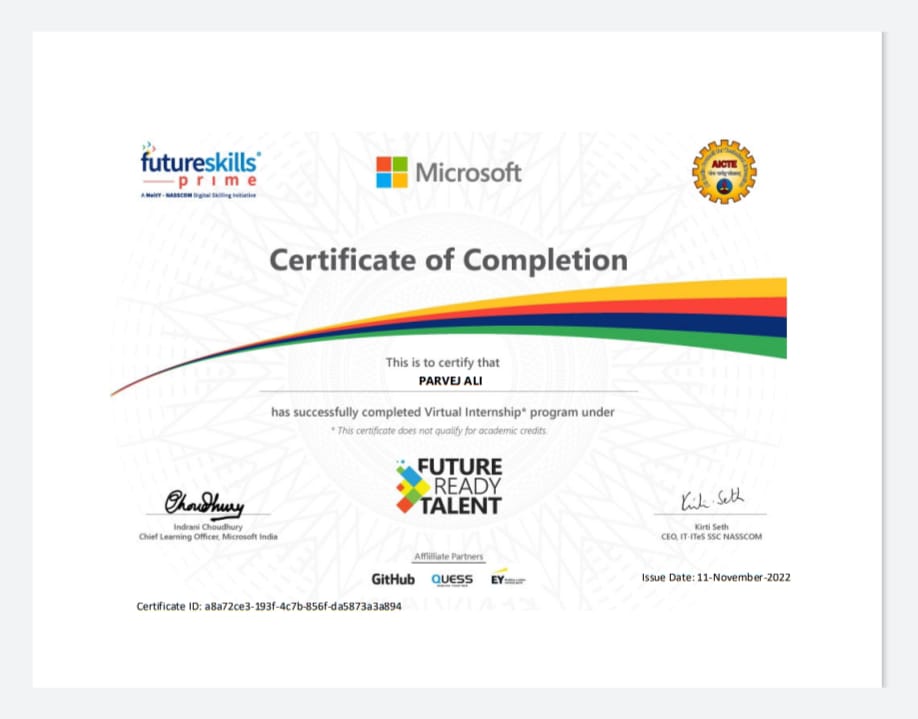 futureskills
prime
A MeitY - NASSCOM Digital Skilling Initiative
Microsoft
AICTE
Certificate of Completion
This is to certify that
PARVEJ ALI
has successfully completed Virtual Internship* program under
* This certificate does not qualify for academic credits.
FUTURE
READY
TALENT
Choudhury
Indrani Choudhury
Chief Learning Officer, Microsoft India
Kirti Seth
Kirti Seth
CEO, IT-ITeS SSC NASSCOM
Affilliate Partners
GitHub
QUESS
EY
Issue Date: 11-November-2022
Certificate ID: a8a72ce3-193f-4c7b-856f-da5873a3a894